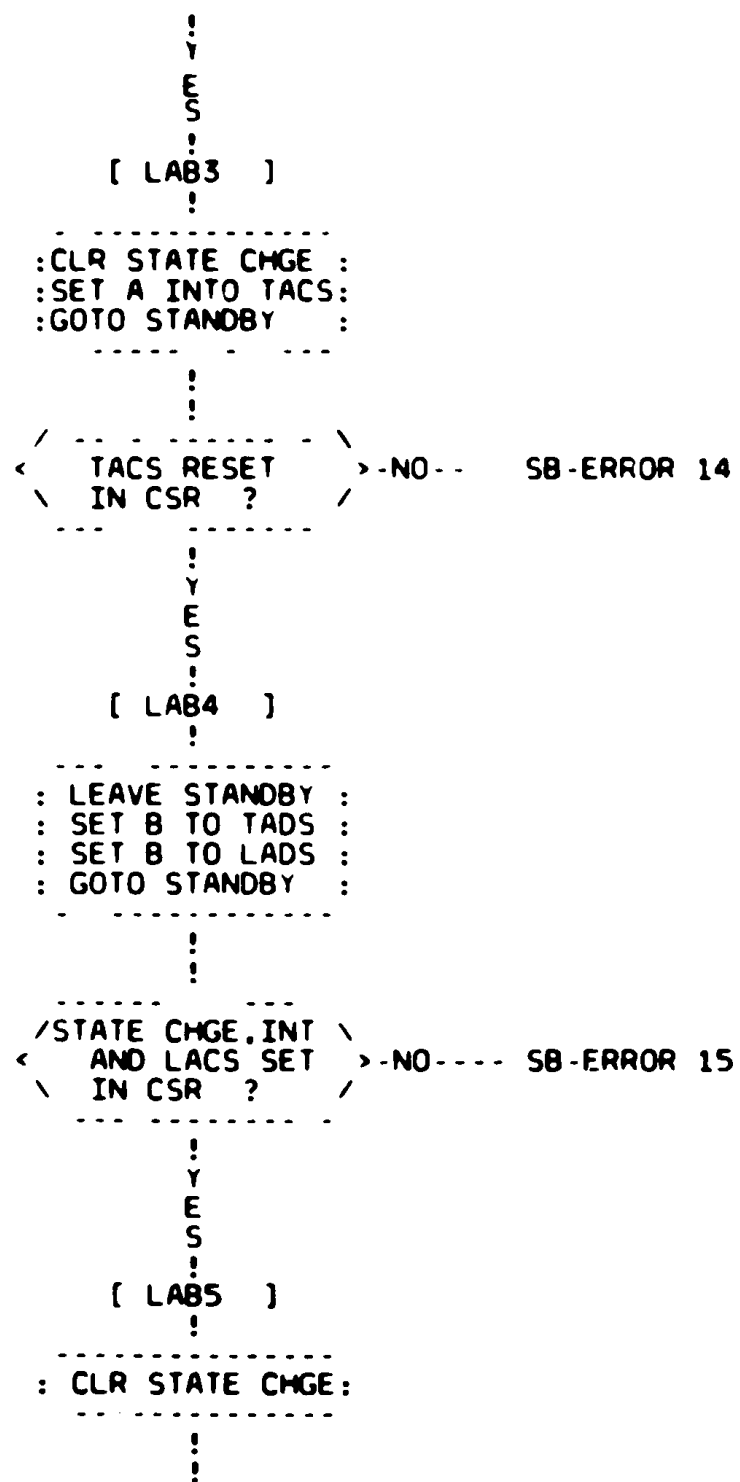 !
Y
E
S
!
[ LAB3 ]
!
- - - - - - - - - - - - -
:CLR STATE CHGE :
:SET A INTO TACS:
:GOTO STANDBY :
- - - - - - - - -
!
!
/ -- - ------ - \
< TACS RESET >-NO-- SB-ERROR 14
\ IN CSR ? /
--- -------
!
Y
E
S
!
[ LAB4 ]
!
--- ----------
: LEAVE STANDBY :
: SET B TO TADS :
: SET B TO LADS :
: GOTO STANDBY :
- ------------
!
!
------ ---
/STATE CHGE,INT \
< AND LACS SET >-NO---- SB-ERROR 15
\ IN CSR ? /
--- -------- -
!
Y
E
S
!
[ LAB5 ]
!
---------------
: CLR STATE CHGE:
-- -----------
!
!